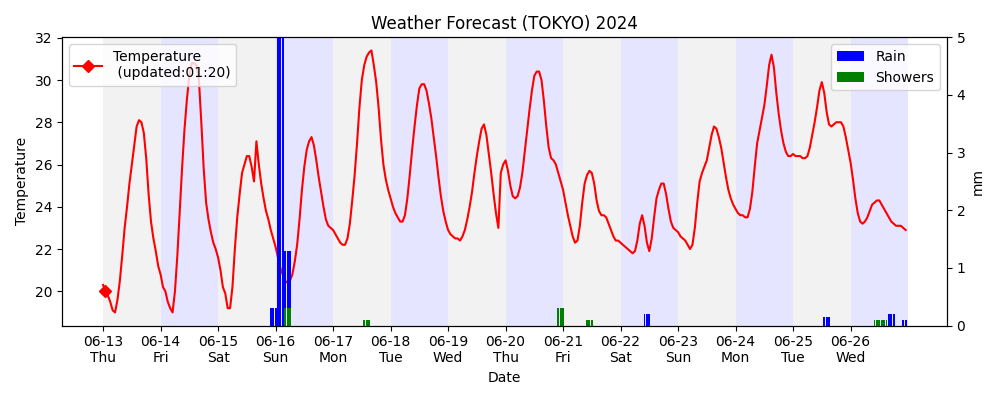 Weather Forecast (TOKYO) 2024
Temperature
(updated:01:20)
Rain
Showers
32
30
28
26
24
22
20
Temperature
5
4
3
2
1
0
mm
06-13 06-14 06-15 06-16 06-17 06-18 06-19 06-20 06-21 06-22 06-23 06-24 06-25 06-26
Thu Fri Sat Sun Mon Tue Wed Thu Fri Sat Sun Mon Tue Wed
Date